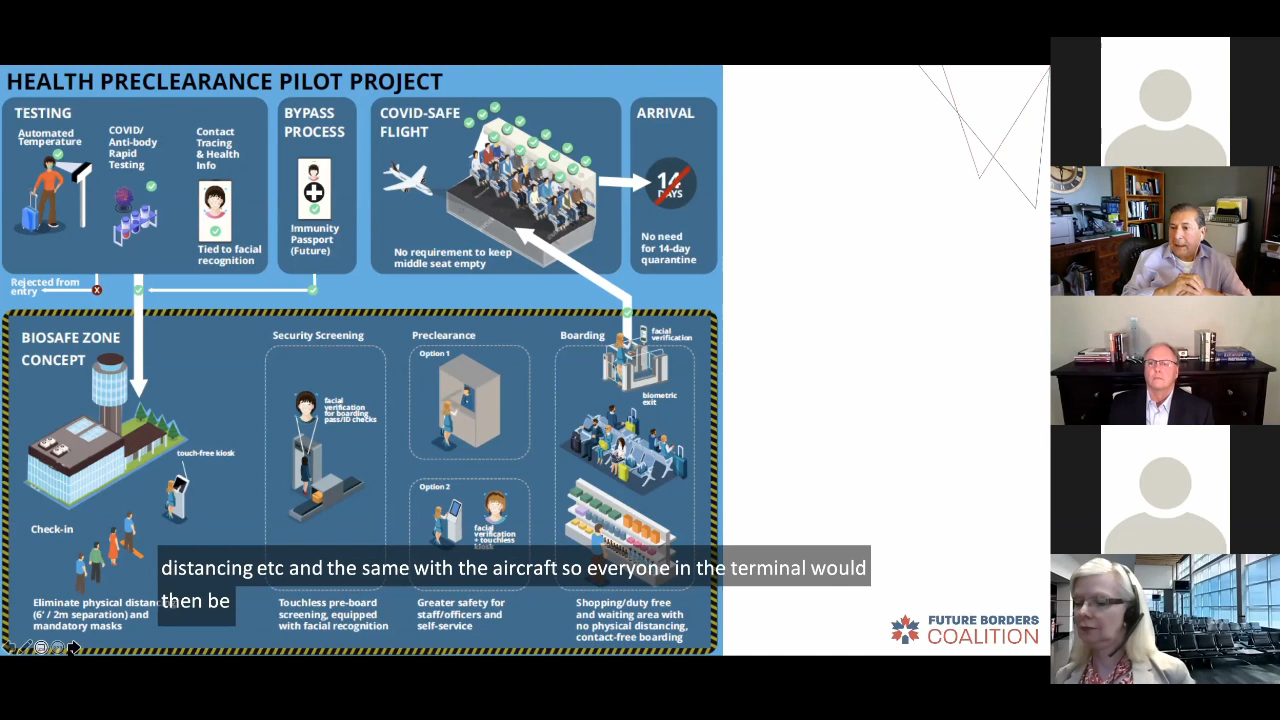 HEALTH PRECLEARANCE PILOT PROJECT
TESTING
Automated
Temperature
COVID/
Anti-body
Rapid
Testing
Contact
Tracing
& Health
Info
Tied to facial
recognition
BYPASS
PROCESS
Immunity
Passport
(Future)
COVID-SAFE
FLIGHT
No requirement to keep
middle seat empty
ARRIVAL
14
DAYS
No need
for 14-day
quarantine
Rejected from
entry
X
BIOSAFE ZONE
CONCEPT
touch-free kiosk
Check-in
Eliminate physical distancing
(6' / 2m separation) and
mandatory masks
Security Screening
facial
verification
for boarding
pass/ID checks
Touchless pre-board
screening, equipped
with facial recognition
Preclearance
Option 1
Option 2
facial
verification
+ touchless
kiosk
Greater safety for
staff/officers and
self-service
Boarding
facial
verification
biometric
exit
Shopping/duty free
and waiting area with
no physical distancing,
contact-free boarding
distancing etc and the same with the aircraft so everyone in the terminal would
then be
FUTURE BORDERS
COALITION